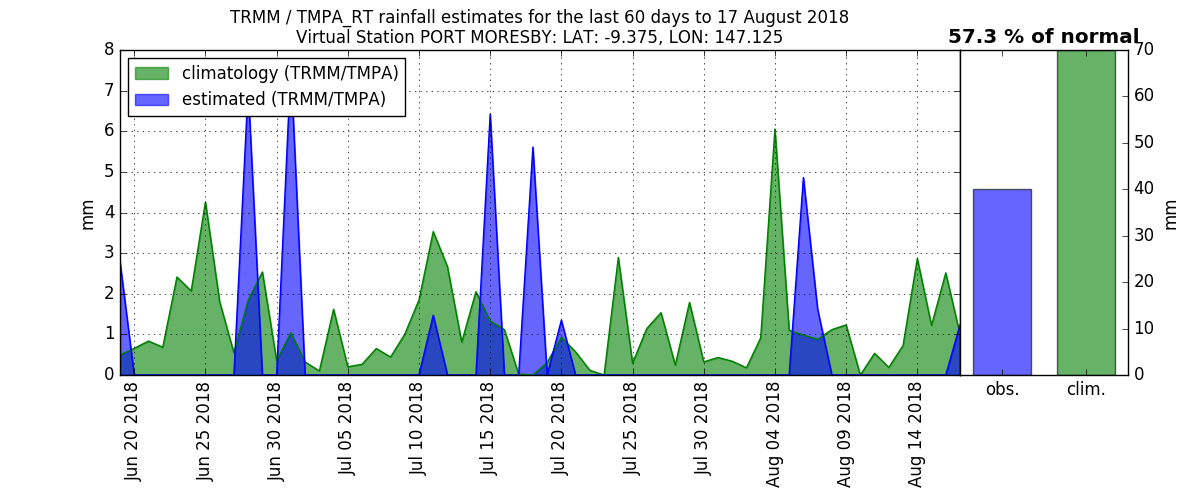 TRMM / TMPA_RT rainfall estimates for the last 60 days to 17 August 2018
Virtual Station PORT MORESBY: LAT: -9.375, LON: 147.125
57.3 % of normal
climatology (TRMM/TMPA)
estimated (TRMM/TMPA)
8
7
6
5
4
3
2
1
0
mm
Jun 20 2018
Jun 25 2018
Jun 30 2018
Jul 05 2018
Jul 10 2018
Jul 15 2018
Jul 20 2018
Jul 25 2018
Jul 30 2018
Aug 04 2018
Aug 09 2018
Aug 14 2018
obs.
clim.
70
60
50
40
30
20
10
0
mm